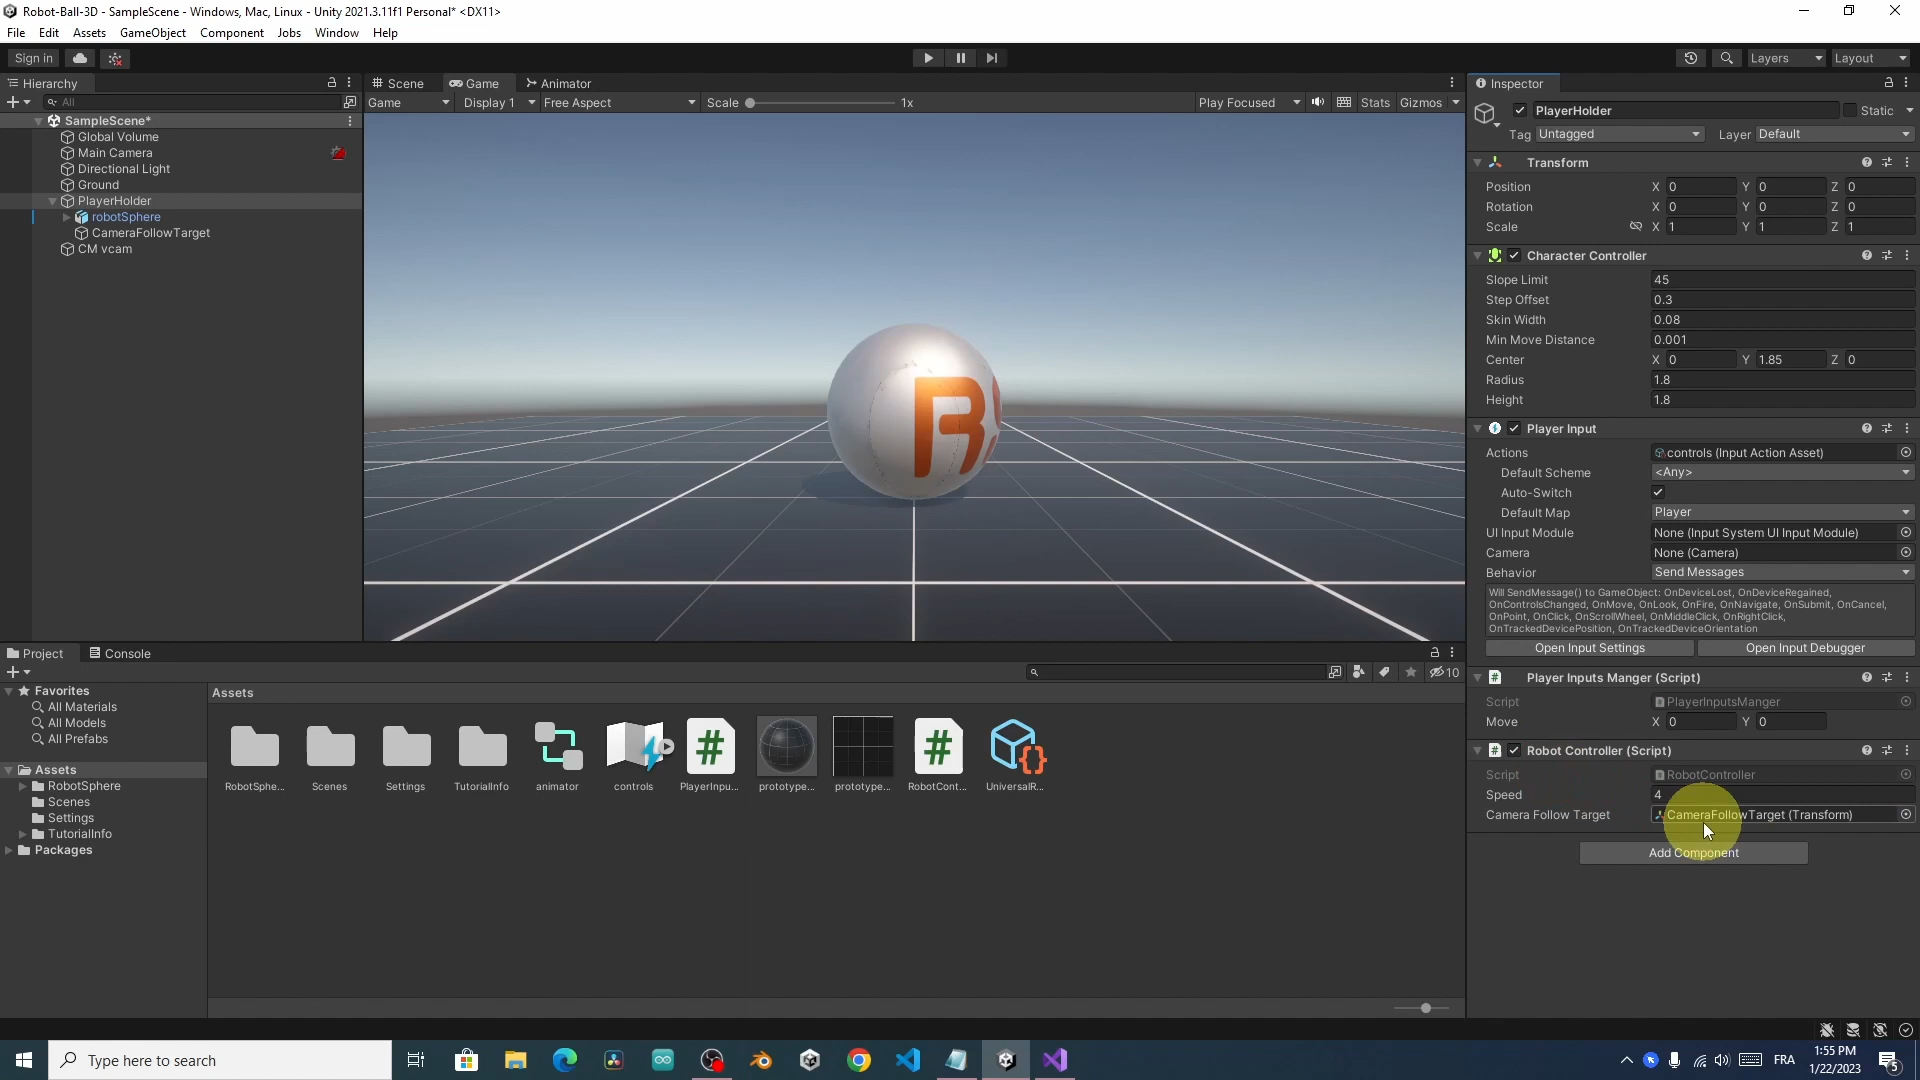 Robot-Ball-3D - SampleScene - Windows, Mac, Linux - Unity 2021.3.11f1 Personal* <DX11>
File Edit Assets GameObject Component Jobs Window Help
Sign in
Layers
Layout
Hierarchy
All
SampleScene*
Global Volume
Main Camera
Directional Light
Ground
PlayerHolder
robotSphere
CameraFollowTarget
CM vcam
Scene Game Animator
Game Display 1 Free Aspect Scale 1x Play Focused Stats Gizmos
R
Inspector
PlayerHolder Static
Tag Untagged Layer Default
Transform
Position X 0 Y 0 Z 0
Rotation X 0 Y 0 Z 0
Scale X 1 Y 1 Z 1
Character Controller
Slope Limit 45
Step Offset 0.3
Skin Width 0.08
Min Move Distance 0.001
Center X 0 Y 1.85 Z 0
Radius 1.8
Height 1.8
Player Input
Actions controls (Input Action Asset)
Default Scheme <Any>
Auto-Switch
Default Map Player
UI Input Module None (Input System UI Input Module)
Camera None (Camera)
Behavior Send Messages
Will SendMessage() to GameObject: OnDeviceLost, OnDeviceRegained,
OnControlsChanged, OnMove, OnLook, OnFire, OnNavigate, OnSubmit, OnCancel,
OnPoint, OnClick, OnScrollWheel, OnMiddleClick, OnRightClick,
OnTrackedDevicePosition, OnTrackedDeviceOrientation
Open Input Settings Open Input Debugger
Player Inputs Manger (Script)
Script PlayerInputsManger
Move X 0 Y 0
Robot Controller (Script)
Script RobotController
Speed 4
Camera Follow Target CameraFollowTarget (Transform)
Add Component
Project Console
10
Favorites
All Materials
All Models
All Prefabs
Assets
RobotSphere
Scenes
Settings
TutorialInfo
Packages
Assets
RobotSphe... Scenes Settings TutorialInfo animator controls PlayerInpu... prototype... prototype... RobotCont... UniversalR...
Type here to search
FRA
1:55 PM
1/22/2023
5